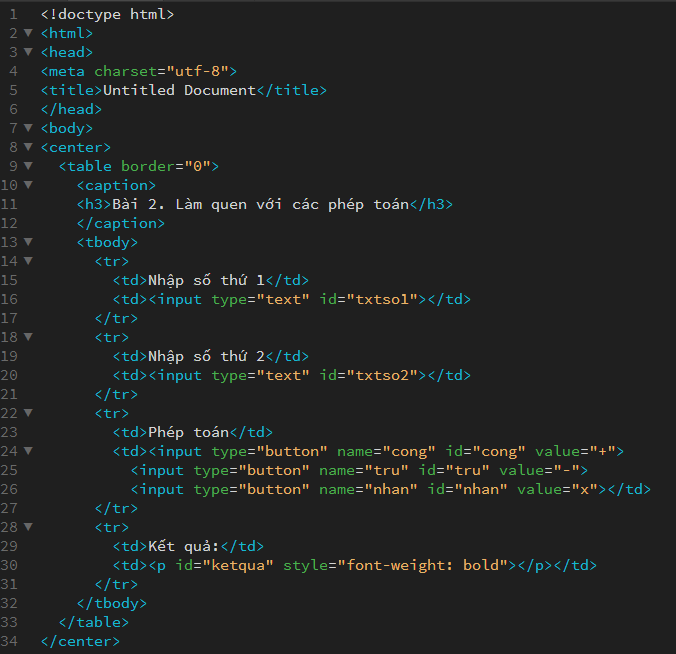 1 <!doctype html>
2 <html>
3 <head>
4 <meta charset="utf-8">
5 <title>Untitled Document</title>
6 </head>
7 <body>
8 <center>
9 <table border="0">
10 <caption>
11 <h3>Bài 2. Làm quen với các phép toán</h3>
12 </caption>
13 <tbody>
14 <tr>
15 <td>Nhập số thứ 1</td>
16 <td><input type="text" id="txtso1"></td>
17 </tr>
18 <tr>
19 <td>Nhập số thứ 2</td>
20 <td><input type="text" id="txtso2"></td>
21 </tr>
22 <tr>
23 <td>Phép toán</td>
24 <td><input type="button" name="cong" id="cong" value="+">
25 <input type="button" name="tru" id="tru" value="-">
26 <input type="button" name="nhan" id="nhan" value="x"></td>
27 </tr>
28 <tr>
29 <td>Kết quả:</td>
30 <td><p id="ketqua" style="font-weight: bold"></p></td>
31 </tr>
32 </tbody>
33 </table>
34 </center>